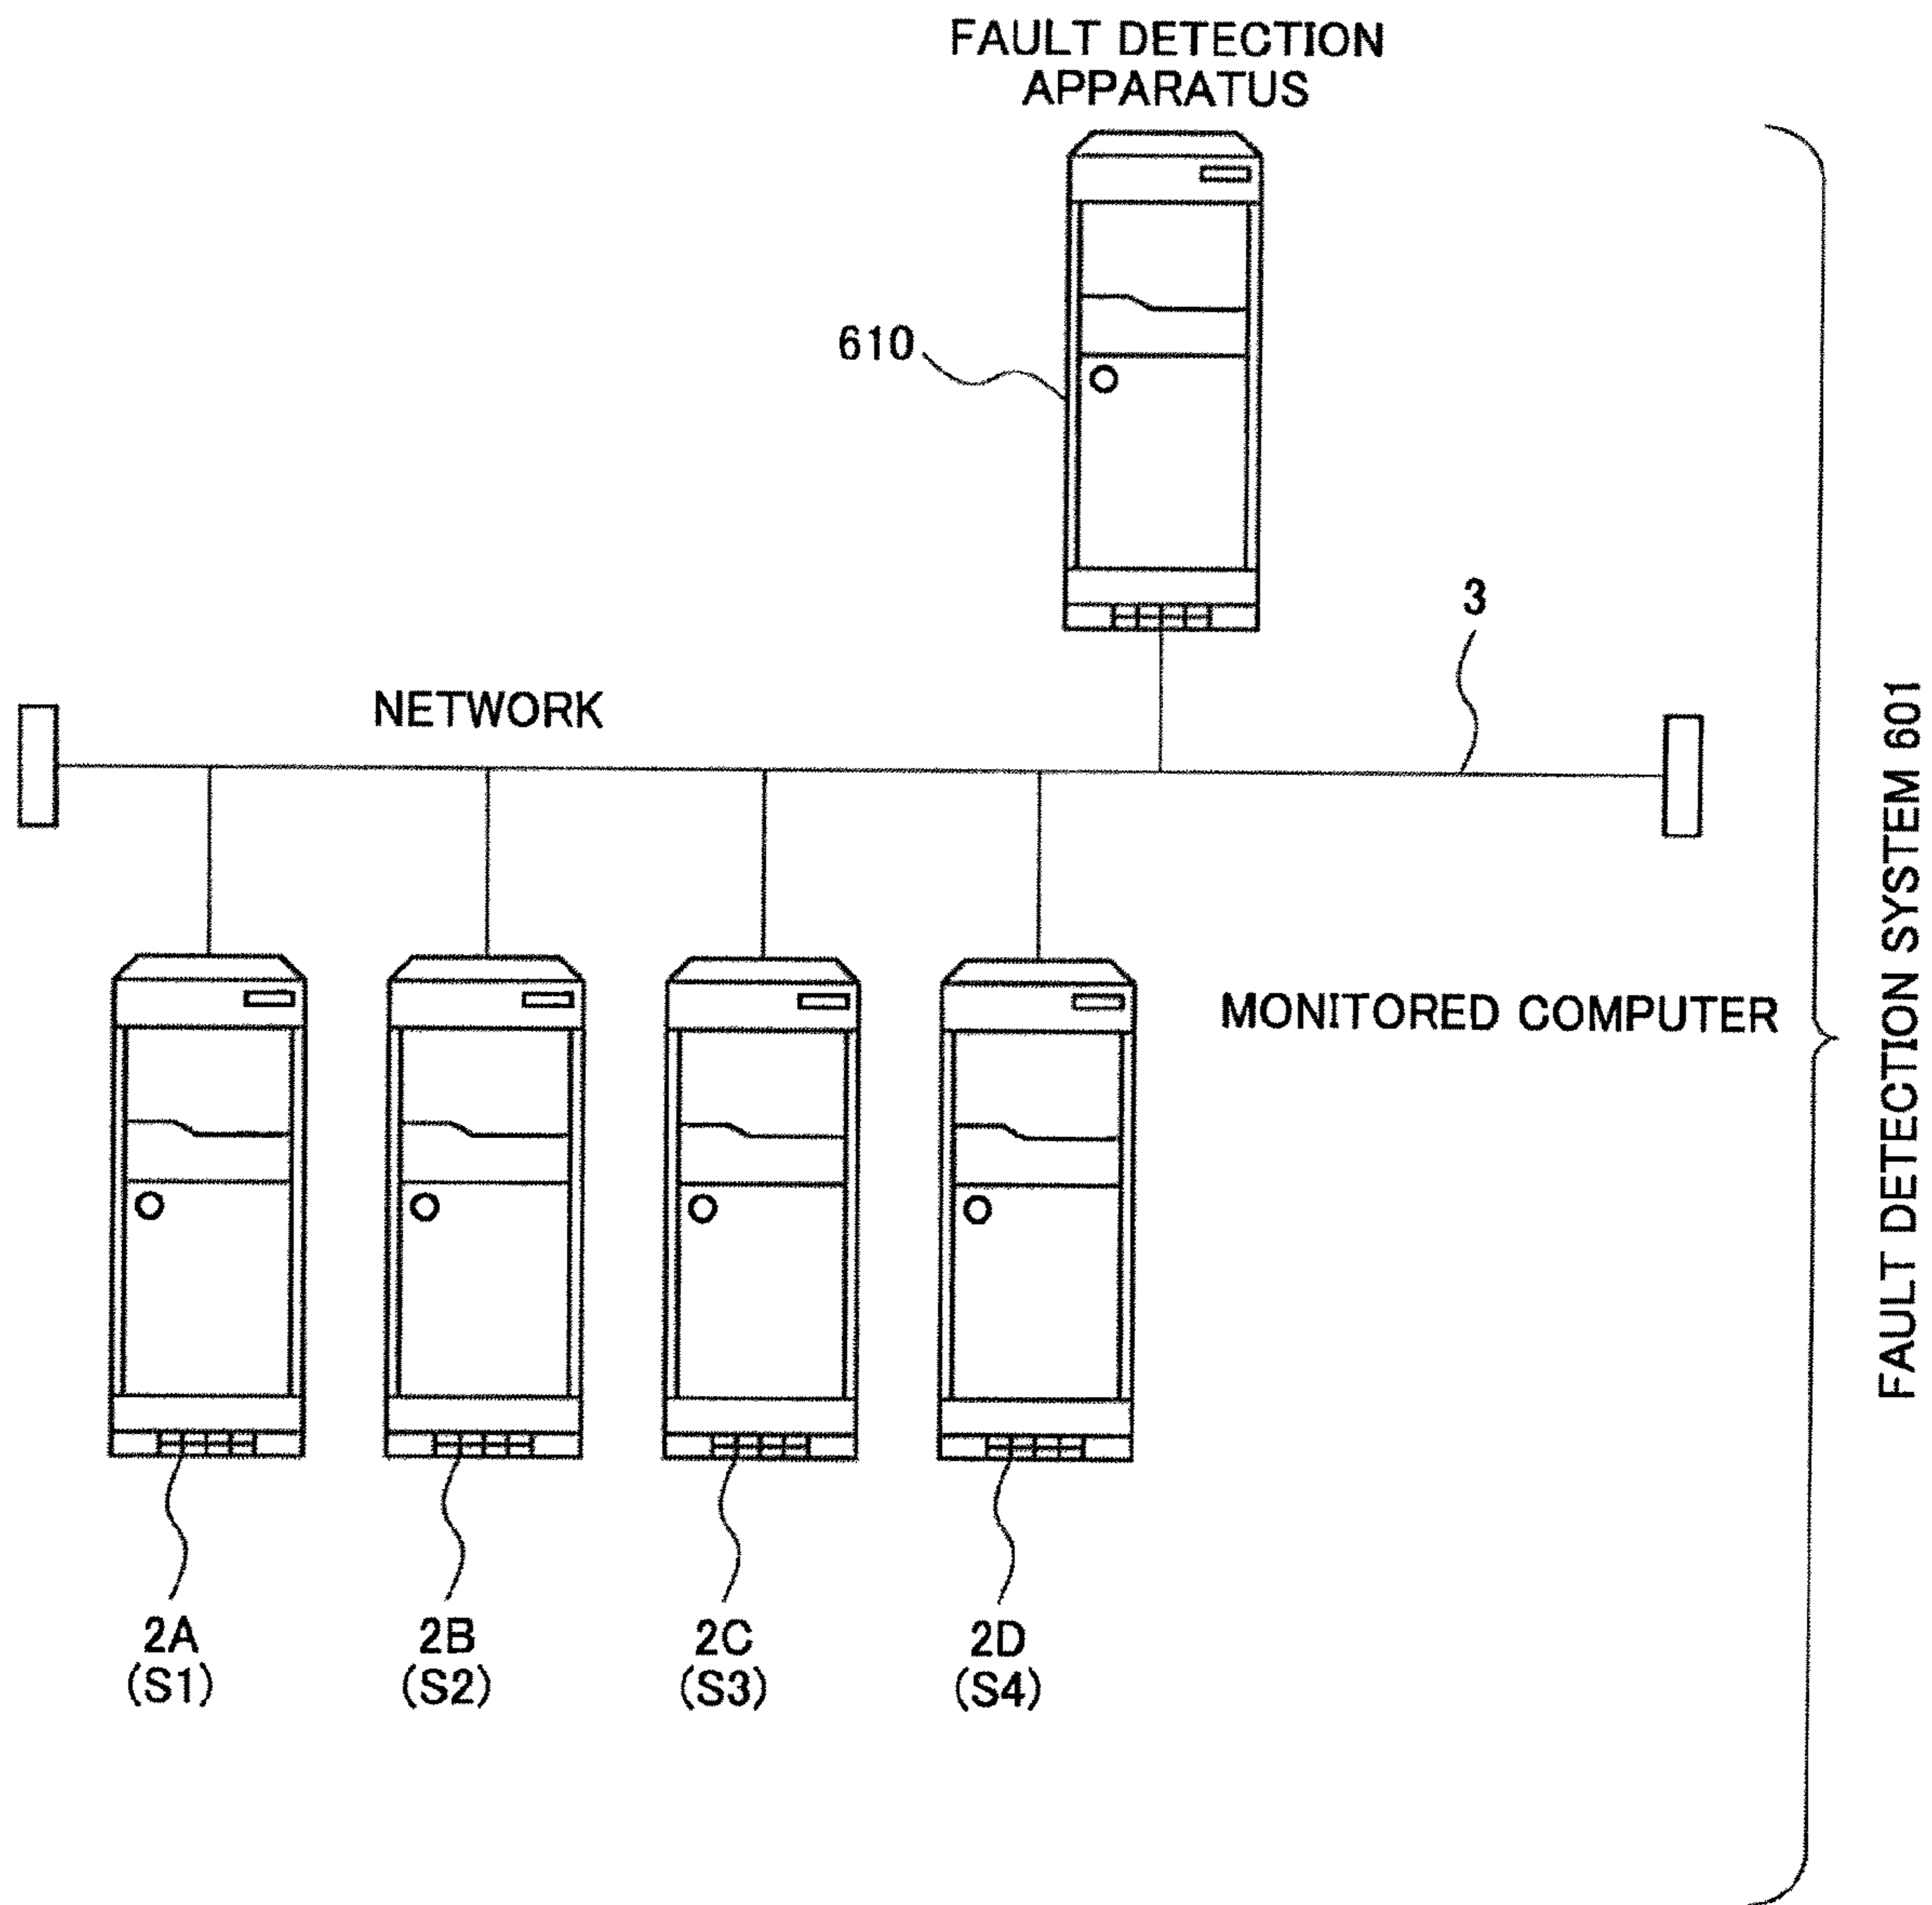 FAULT DETECTION
APPARATUS
610
3
NETWORK
MONITORED COMPUTER
2A
(S1)
2B
(S2)
2C
(S3)
2D
(S4)
FAULT DETECTION SYSTEM 601